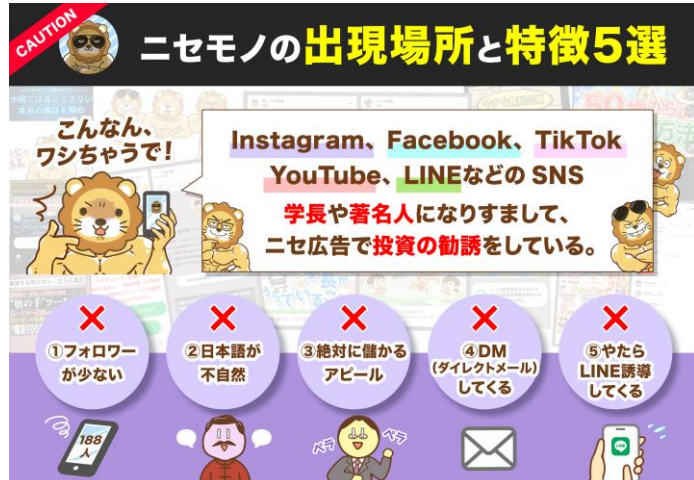 CAUTION
ニセモノの出現場所と特徴5選
こんなん、
ワシちゃうで!
Instagram、Facebook、TikTok
YouTube、LINEなどの SNS
学長や著名人になりすまして、
ニセ広告で投資の勧誘をしている。
①フォロワー
が少ない
②日本語が
不自然
③絶対に儲かる
アピール
④DM
(ダイレクトメール)
してくる
⑤やたら
LINE誘導
してくる
188
人
ペラ
ペラ
LINE